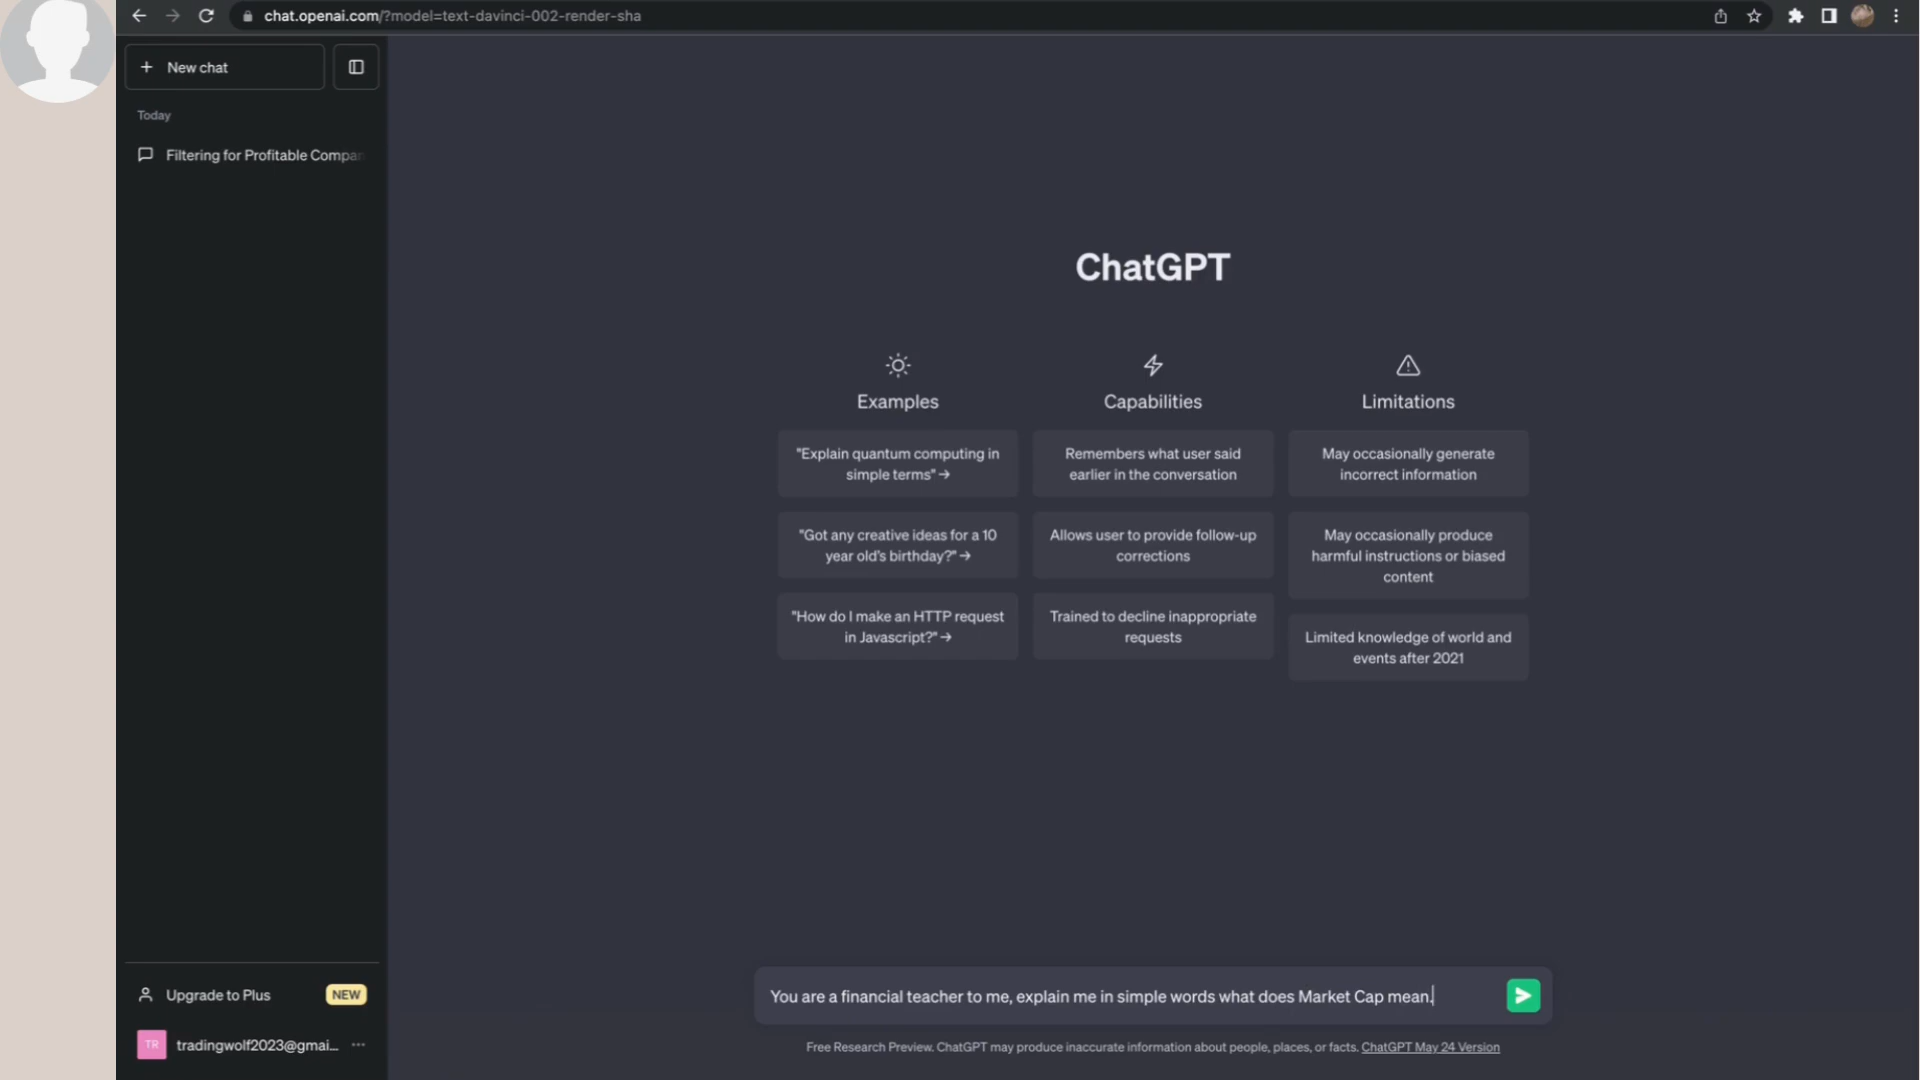 chat.openai.com/?model=text-davinci-002-render-sha
New chat
Today
Filtering for Profitable Compan
ChatGPT
Examples
Capabilities
Limitations
"Explain quantum computing in
simple terms" →
Remembers what user said
earlier in the conversation
May occasionally generate
incorrect information
"Got any creative ideas for a 10
year old's birthday?" →
Allows user to provide follow-up
corrections
May occasionally produce
harmful instructions or biased
content
"How do I make an HTTP request
in Javascript?" →
Trained to decline inappropriate
requests
Limited knowledge of world and
events after 2021
Upgrade to Plus
NEW
You are a financial teacher to me, explain me in simple words what does Market Cap mean.
TR
tradingwolf2023@gmai...
Free Research Preview. ChatGPT may produce inaccurate information about people, places, or facts. ChatGPT May 24 Version